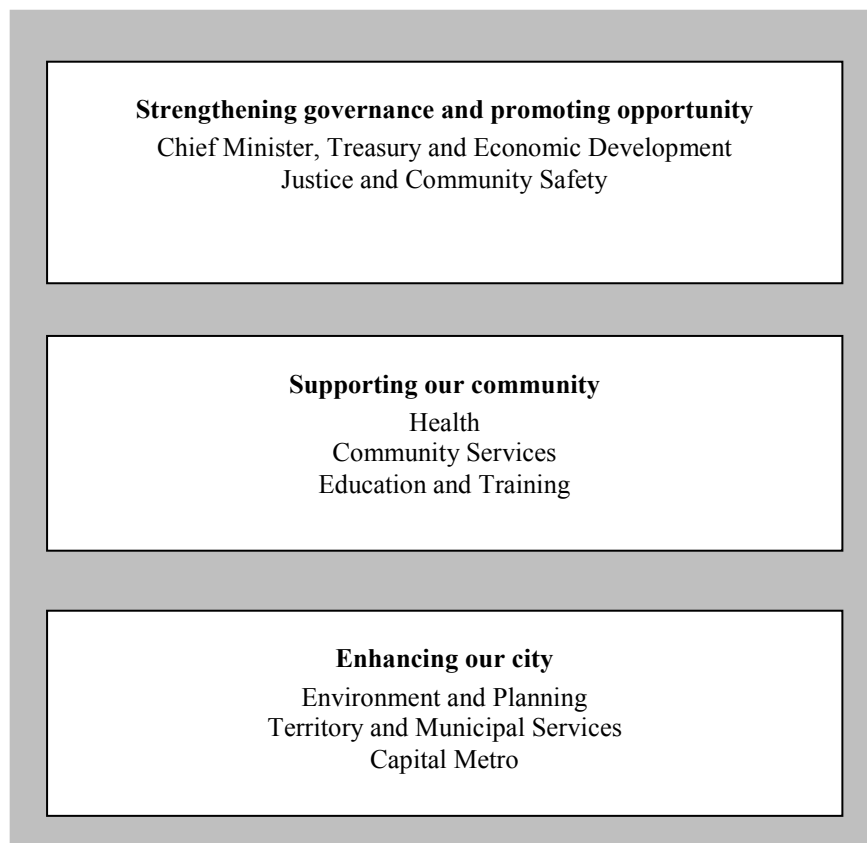 Strengthening governance and promoting opportunity
Chief Minister, Treasury and Economic Development
Justice and Community Safety
Supporting our community
Health
Community Services
Education and Training
Enhancing our city
Environment and Planning
Territory and Municipal Services
Capital Metro